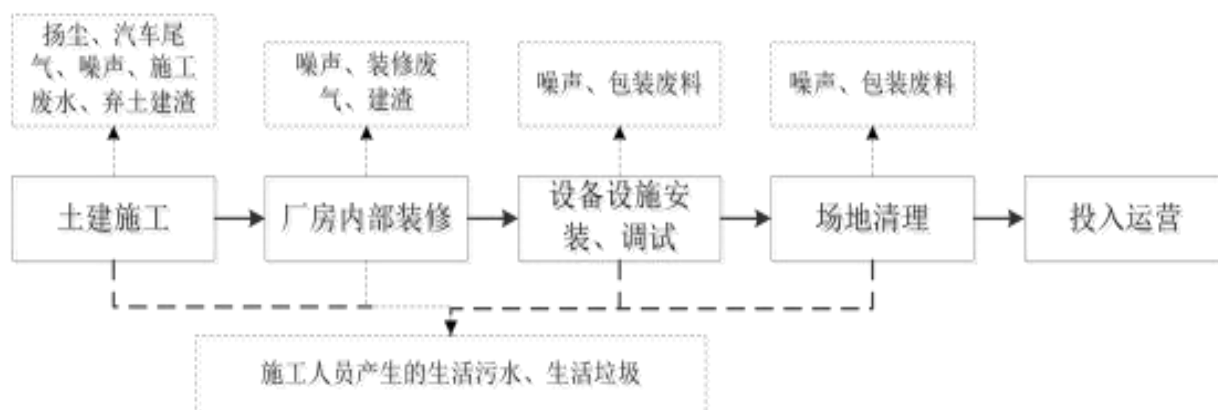 扬尘、汽车尾
气、噪声、施工
废水、弃土建渣
噪声、装修废
气、建渣
噪声、包装废料
噪声、包装废料
土建施工
厂房内部装修
设备设施安
装、调试
场地清理
投入运营
施工人员产生的生活污水、生活垃圾